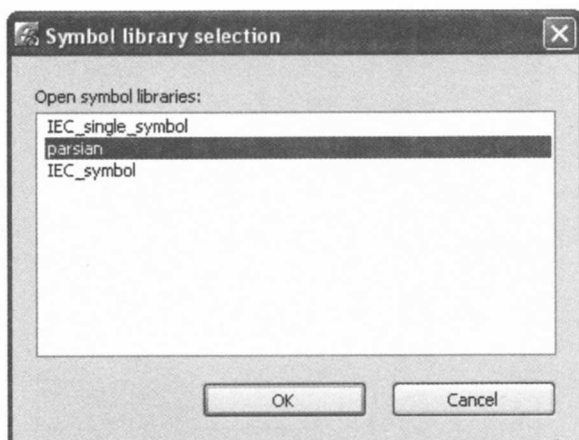 Symbol library selection
Open symbol libraries:
IEC_single_symbol
parsian
IEC_symbol
OK
Cancel